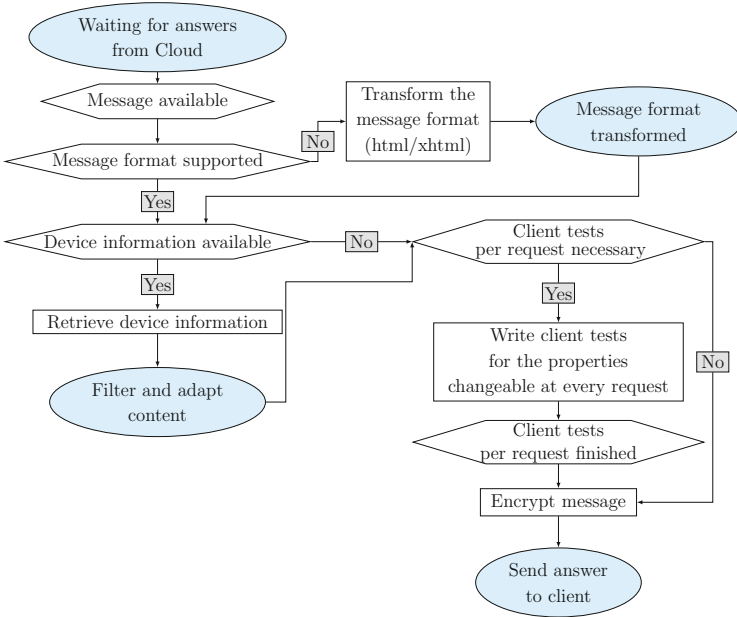 Waiting for answers
from Cloud
Message available
Message format supported
No
Transform the
message format
(html/xhtml)
Message format
transformed
Yes
Device information available
No
Client tests
per request necessary
Yes
Retrieve device information
Filter and adapt
content
Yes
Write client tests
for the properties
changeable at every request
No
Client tests
per request finished
Encrypt message
Send answer
to client